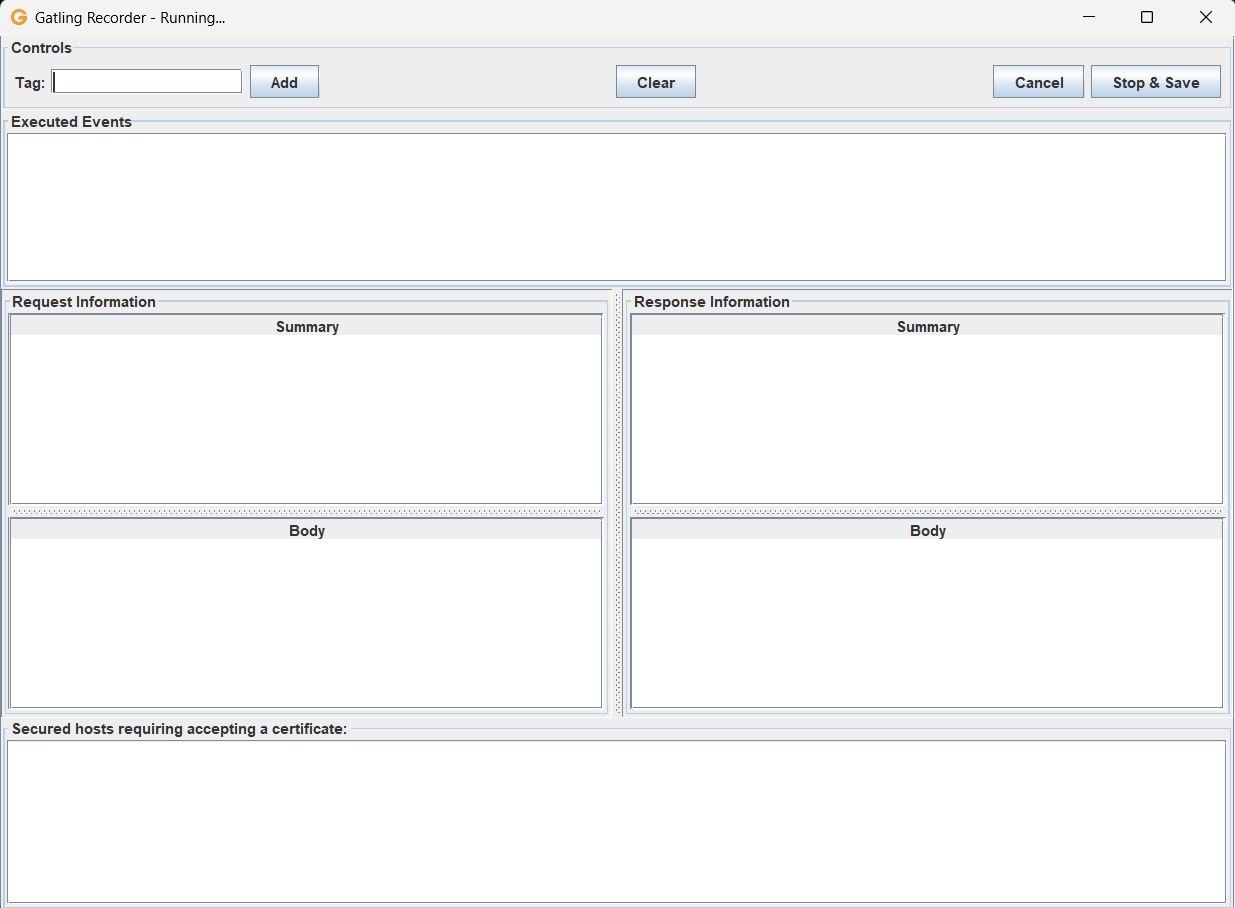 Gatling Recorder - Running...
Controls
Tag: Add Clear Cancel Stop & Save
Executed Events
Request Information Response Information
Summary Summary
Body Body
Secured hosts requiring accepting a certificate: